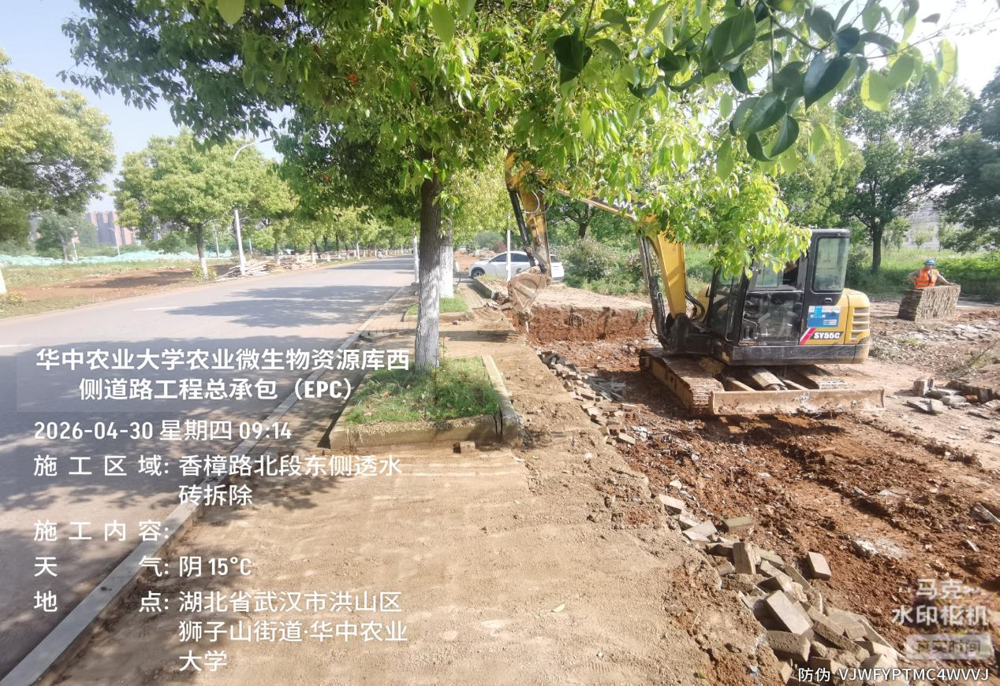 华中农业大学农业微生物资源库西
侧道路工程总承包（EPC）
2026-04-30 星期四 09:14
施工区域：香樟路北段东侧透水
砖拆除
施工内容：
天气：阴 15°C
地点：湖北省武汉市洪山区
狮子山街道·华中农业
大学
SY55C
马克
水印相机
真实时间
防伪 VJWFYPTMC4WVVJ